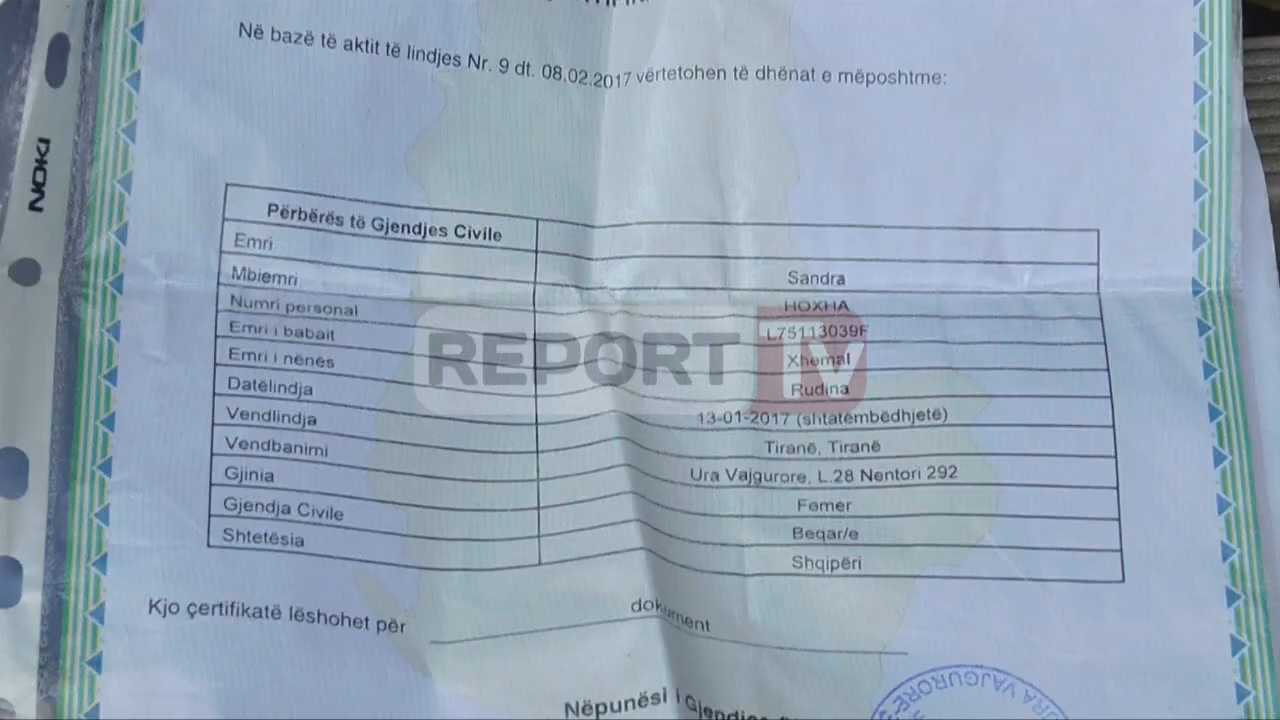 Në bazë të aktit të lindjes Nr. 9 dt. 08.02.2017 vërtetohen të dhënat e mëposhtme:
NOKI
Përbërës të Gjendjes Civile
Emri Sandra
Mbiemri HOXHA
Numri personal L75113039F
Emri i babait Xhemal
Emri i nënës Rudina
Datëlindja 13-01-2017 (shtatëmbëdhjetë)
Vendlindja Tiranë, Tiranë
Vendbanimi Ura Vajgurore, L.28 Nentori 292
Gjinia Femer
Gjendja Civile Beqar/e
Shtetësia Shqipëri
REPORT TV
Kjo çertifikatë lëshohet për dokument
Nëpunësi i Gjendjes
URA VAJGURORE